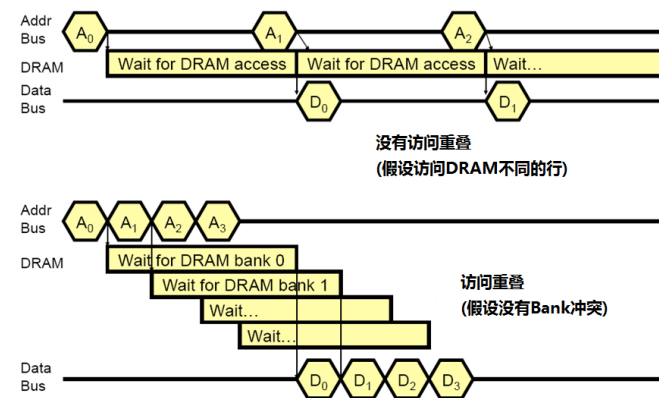 Addr
Bus
A0
A1
A2
DRAM
Wait for DRAM access
Wait for DRAM access
Wait…
Data
Bus
D0
D1
没有访问重叠
(假设访问DRAM不同的行)
Addr
Bus
A0
A1
A2
A3
DRAM
Wait for DRAM bank 0
Wait for DRAM bank 1
Wait…
Wait…
访问重叠
(假设没有Bank冲突)
Data
Bus
D0
D1
D2
D3